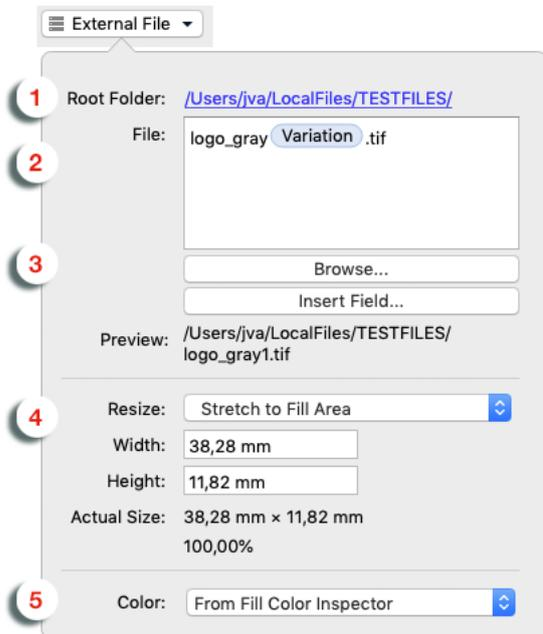 External File
1 Root Folder: /Users/jva/LocalFiles/TESTFILES/
File: logo_gray Variation .tif
2
3
Browse...
Insert Field...
Preview: /Users/jva/LocalFiles/TESTFILES/
logo_gray1.tif
4 Resize: Stretch to Fill Area
Width: 38,28 mm
Height: 11,82 mm
Actual Size: 38,28 mm × 11,82 mm
100,00%
5 Color: From Fill Color Inspector